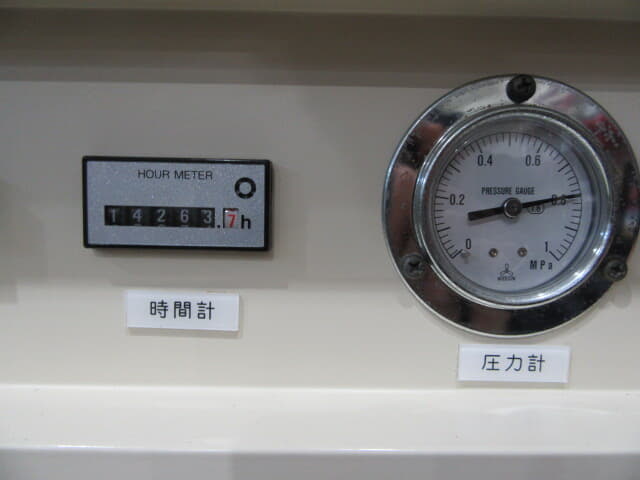 HOUR METER
14263.7h
時間計
0.4 0.6
PRESSURE GAUGE
0.2 0.8
0 1
MPa
圧力計